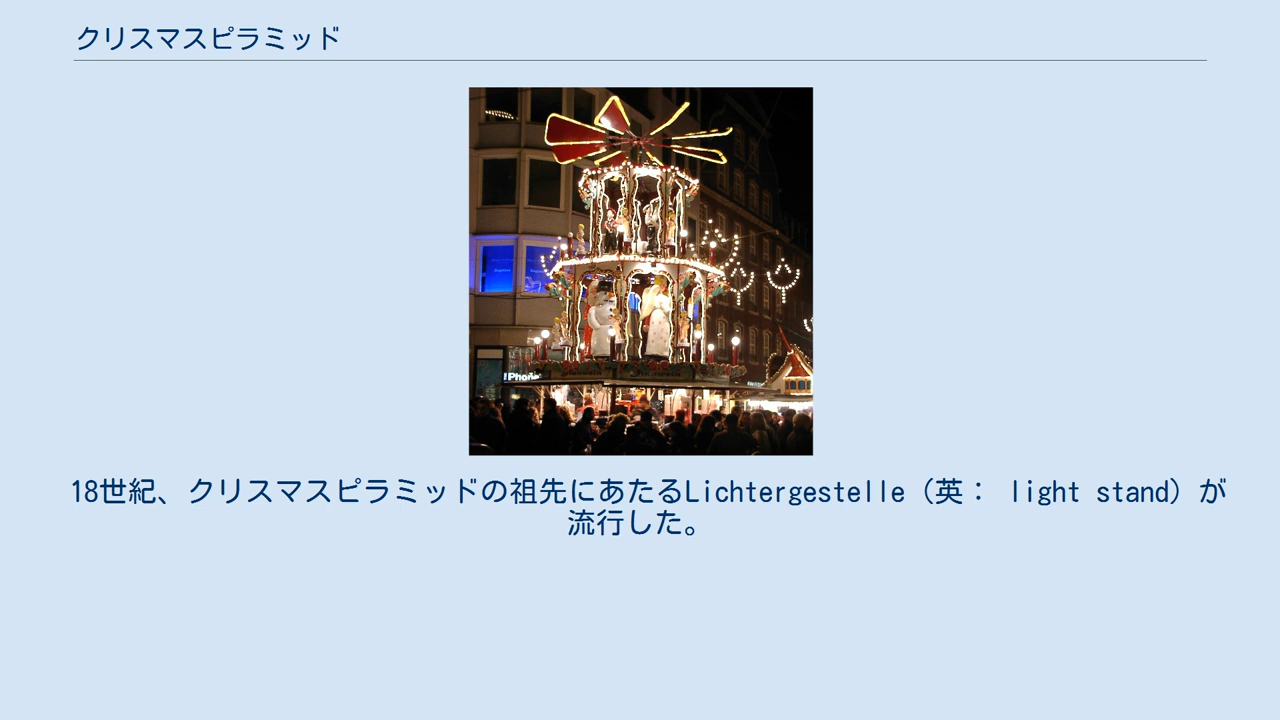 クリスマスピラミッド
!Phone
18世紀、クリスマスピラミッドの祖先にあたるLichtergestelle（英： light stand）が
流行した。